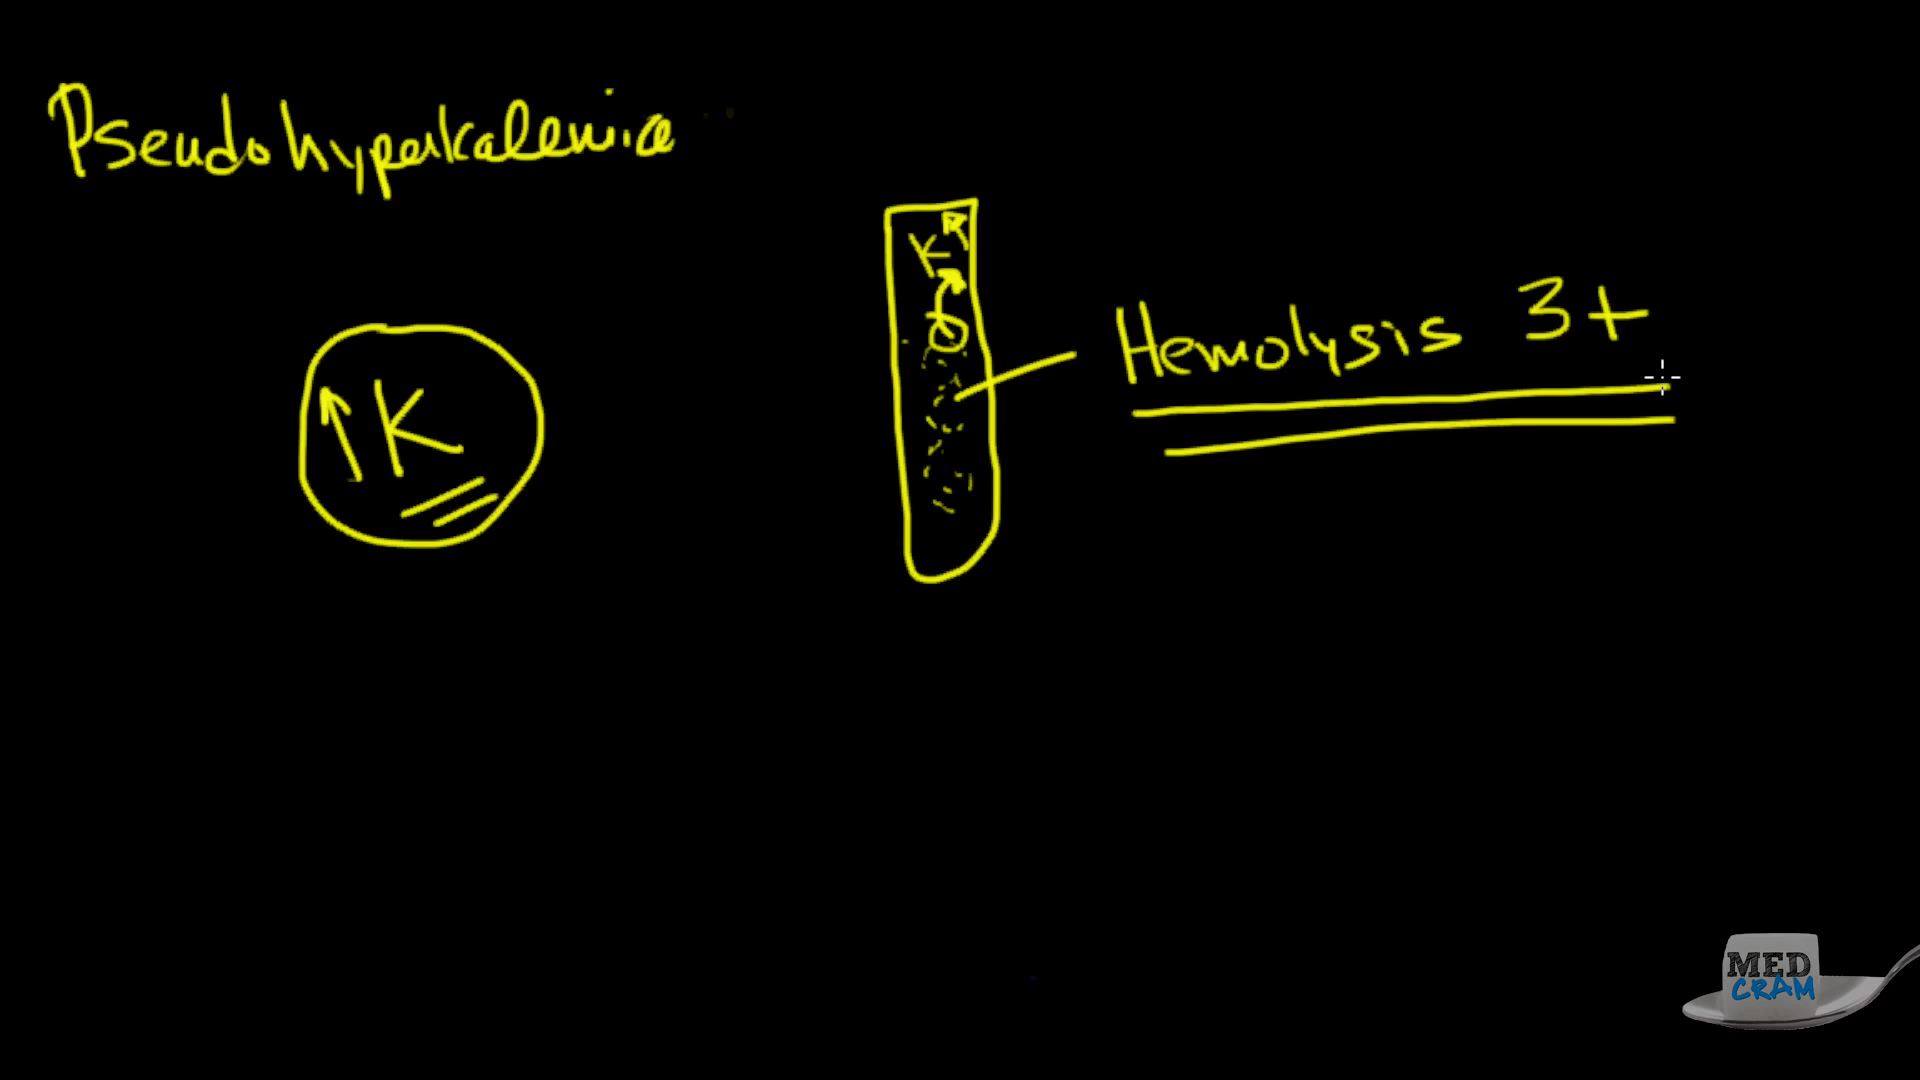 Pseudohyperkalemia
K
Hemolysis 3+
↑K
MED
CRAM